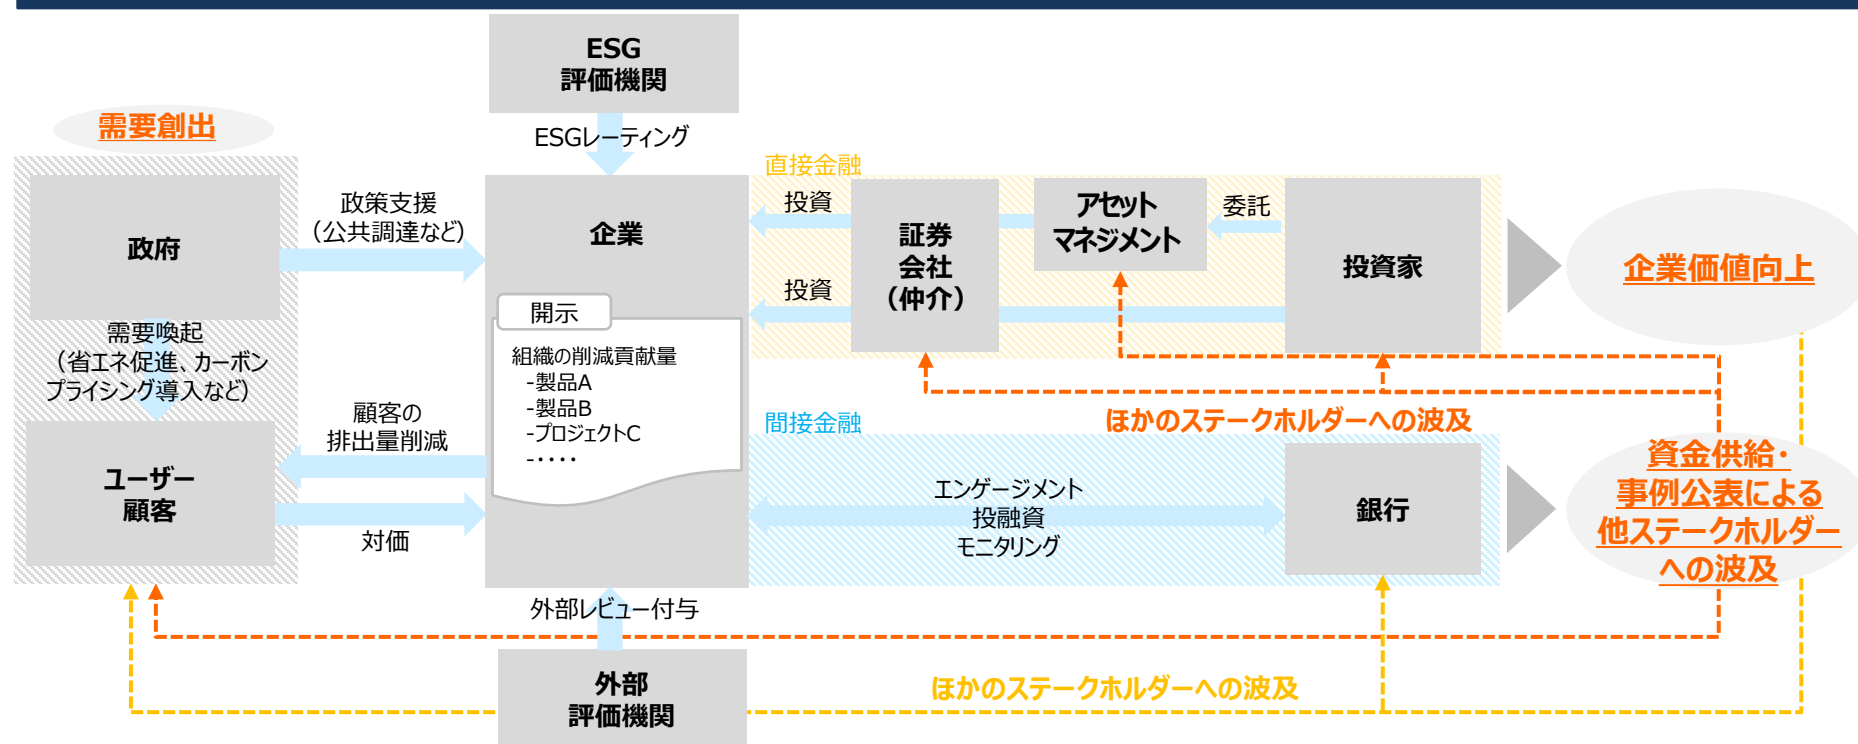 ESG
評価機関
ESGレーティング
需要創出
政府
政策支援
（公共調達など）
需要喚起
（省エネ促進、カーボン
プライシング導入など）
ユーザー
顧客
顧客の
排出量削減
対価
企業
開示
組織の削減貢献量
-製品A
-製品B
-プロジェクトC
-・・・・
外部レビュー付与
外部
評価機関
直接金融
投資
投資
証券
会社
（仲介）
アセット
マネジメント
委託
投資家
企業価値向上
ほかのステークホルダーへの波及
間接金融
エンゲージメント
投融資
モニタリング
銀行
資金供給・
事例公表による
他ステークホルダー
への波及
ほかのステークホルダーへの波及